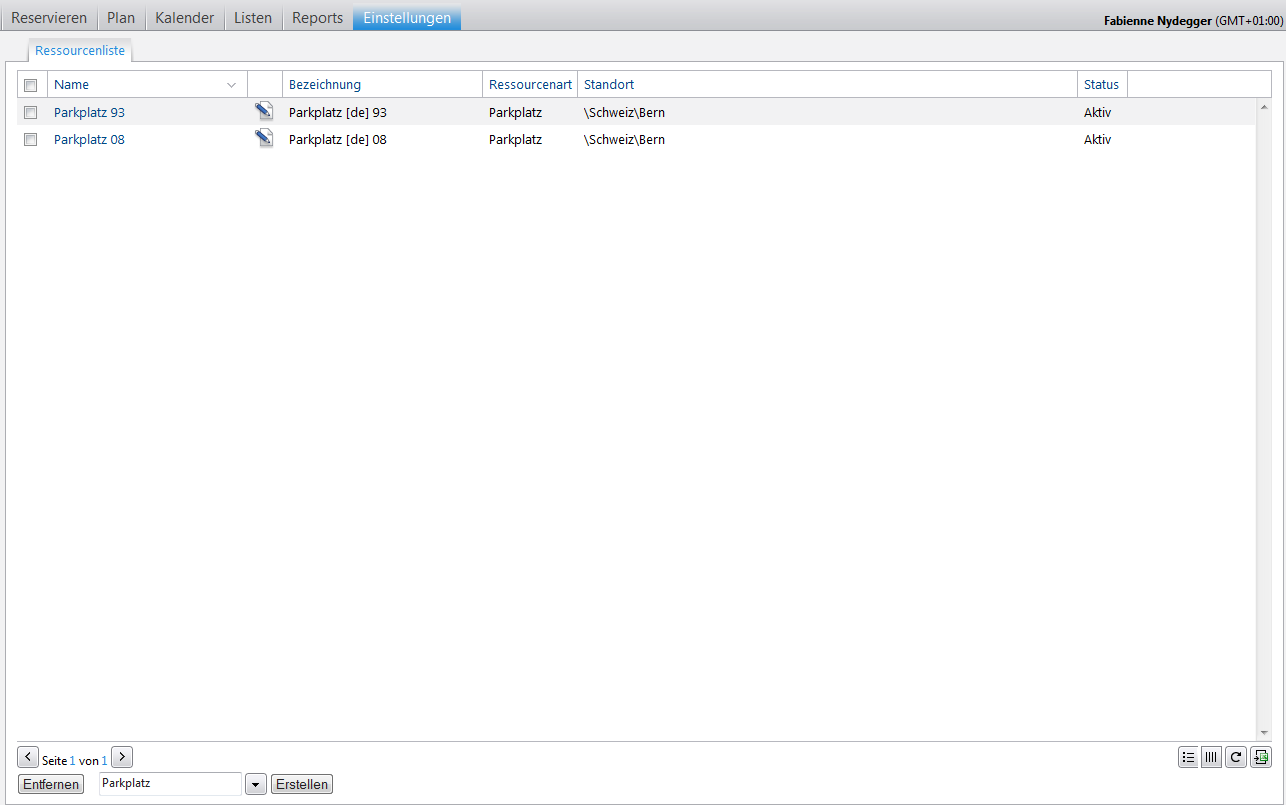 Reservieren Plan Kalender Listen Reports Einstellungen
Fabienne Nydegger (GMT+01:00)
Ressourcenliste
Name Bezeichnung Ressourcenart Standort Status
Parkplatz 93 Parkplatz [de] 93 Parkplatz \Schweiz\Bern Aktiv
Parkplatz 08 Parkplatz [de] 08 Parkplatz \Schweiz\Bern Aktiv
Seite 1 von 1
Entfernen Parkplatz Erstellen